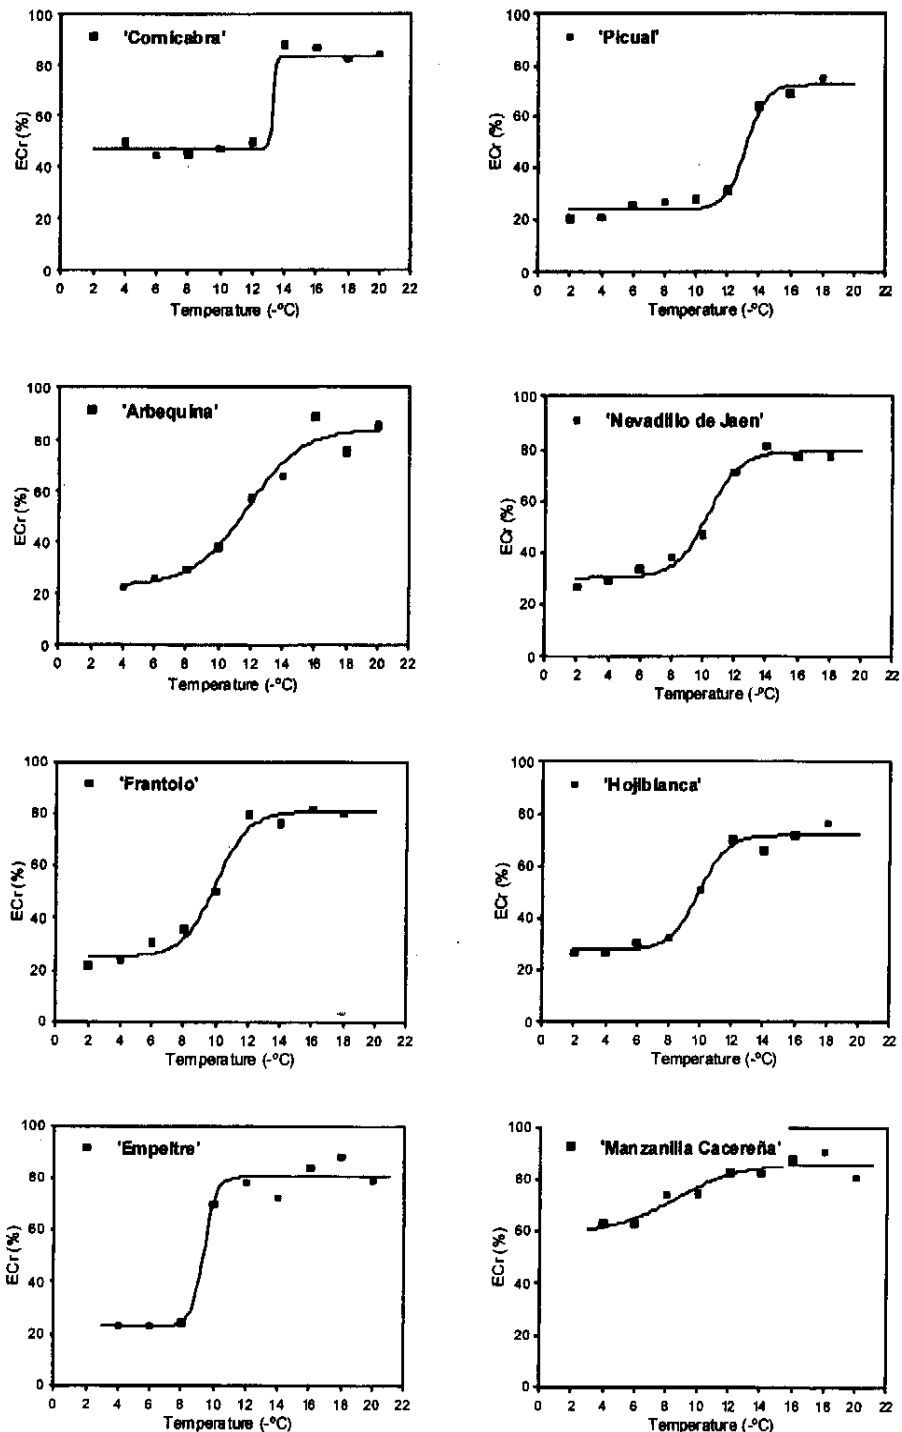 'Cornicabra'
100
80
60
40
20
0
ECr (%)
0 2 4 6 8 10 12 14 16 18 20 22
Temperature (-ºC)
'Picual'
100
80
60
40
20
0
ECr (%)
0 2 4 6 8 10 12 14 16 18 20 22
Temperature (-ºC)
'Arbequina'
100
80
60
40
20
0
ECr (%)
0 2 4 6 8 10 12 14 16 18 20 22
Temperature (-ºC)
'Nevadillo de Jaen'
100
80
60
40
20
0
ECr (%)
0 2 4 6 8 10 12 14 16 18 20 22
Temperature (-ºC)
'Frantoio'
100
80
60
40
20
0
ECr (%)
0 2 4 6 8 10 12 14 16 18 20 22
Temperature (-ºC)
'Hojiblanca'
100
80
60
40
20
0
ECr (%)
0 2 4 6 8 10 12 14 16 18 20 22
Temperature (-ºC)
'Empeltre'
100
80
60
40
20
0
ECr (%)
0 2 4 6 8 10 12 14 16 18 20 22
Temperature (-ºC)
'Manzanilla Cacereña'
100
80
60
40
20
0
ECr (%)
0 2 4 6 8 10 12 14 16 18 20 22
Temperature (-ºC)